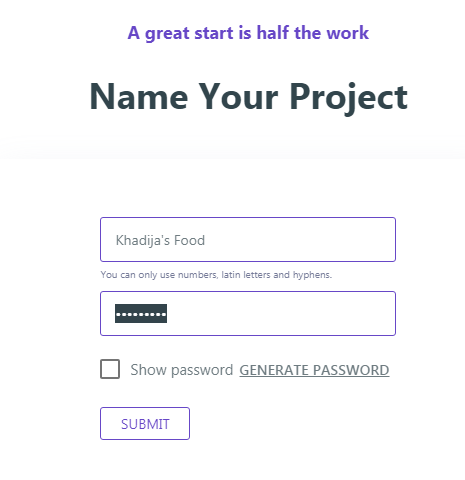 A great start is half the work
Name Your Project
Khadija's Food
You can only use numbers, latin letters and hyphens.
•••••••••
Show password GENERATE PASSWORD
SUBMIT